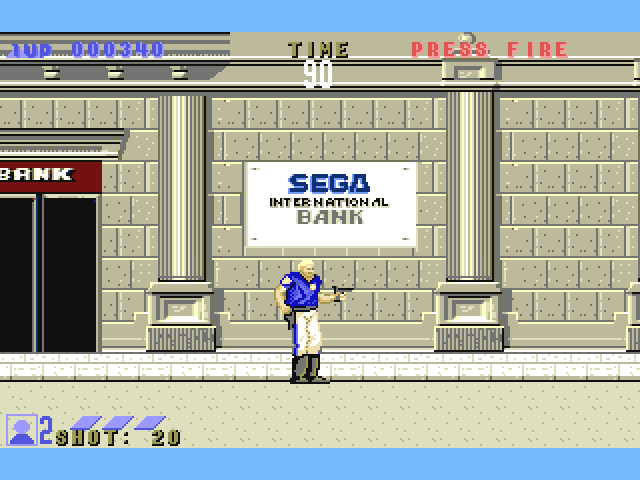 1UP 000340 TIME PRESS FIRE
90
BANK
SEGA
INTERNATIONAL
BANK
2 SHOT: 20